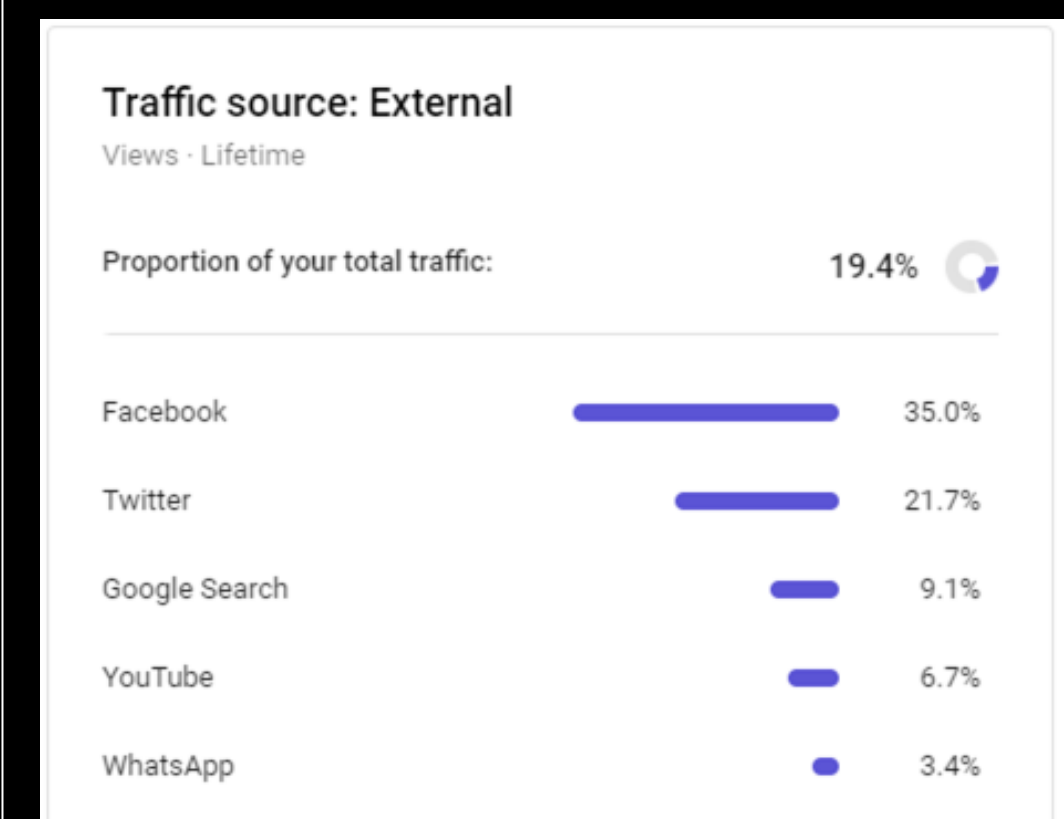 Traffic source: External
Views · Lifetime
Proportion of your total traffic: 19.4%
Facebook 35.0%
Twitter 21.7%
Google Search 9.1%
YouTube 6.7%
WhatsApp 3.4%